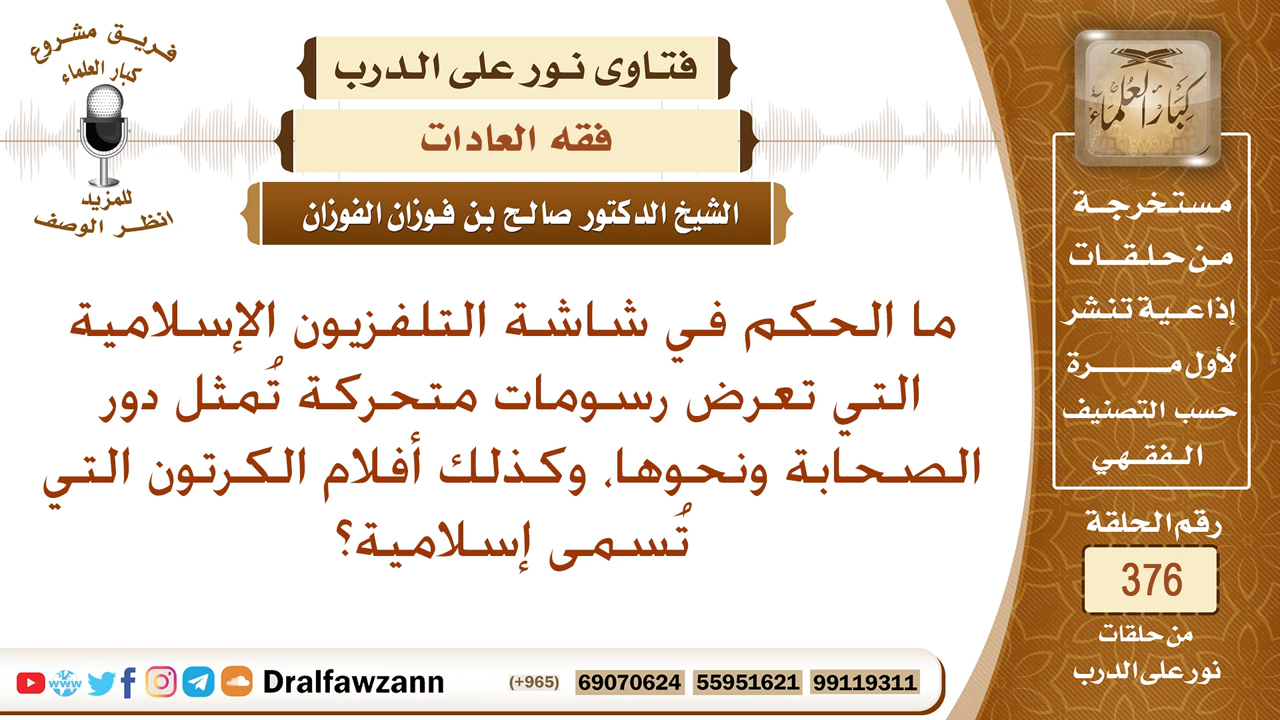 فريق مشروع
كبار العلماء
للمزيد
انظر الوصف
فتاوى نور على الدرب
فقه العادات
الشيخ الدكتور صالح بن فوزان الفوزان
ما الحكم في شاشة التلفزيون الإسلامية
التي تعرض رسومات متحركة تُمثل دور
الصحابة ونحوها، وكذلك أفلام الكرتون التي
تُسمى إسلامية؟
كبار العلماء
مستخرجة
من حلقات
إذاعية تنشر
لأول مرة
حسب التصنيف
الفقهي
رقم الحلقة
376
من حلقات
نور على الدرب
www Dralfawzann (+965) 69070624 55951621 99119311